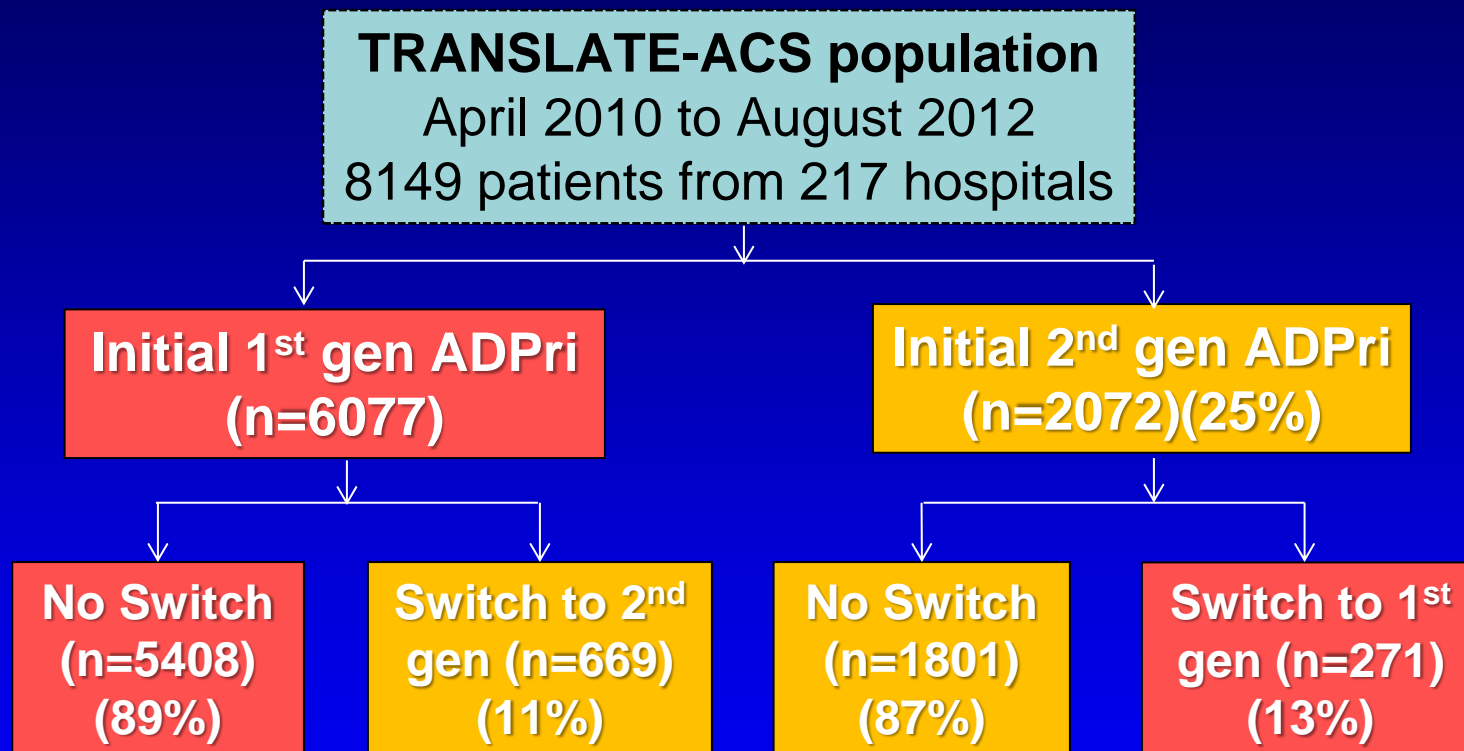 TRANSLATE-ACS population
April 2010 to August 2012
8149 patients from 217 hospitals
Initial 1st gen ADPri
(n=6077)
Initial 2nd gen ADPri
(n=2072)(25%)
No Switch
(n=5408)
(89%)
Switch to 2nd
gen (n=669)
(11%)
No Switch
(n=1801)
(87%)
Switch to 1st
gen (n=271)
(13%)